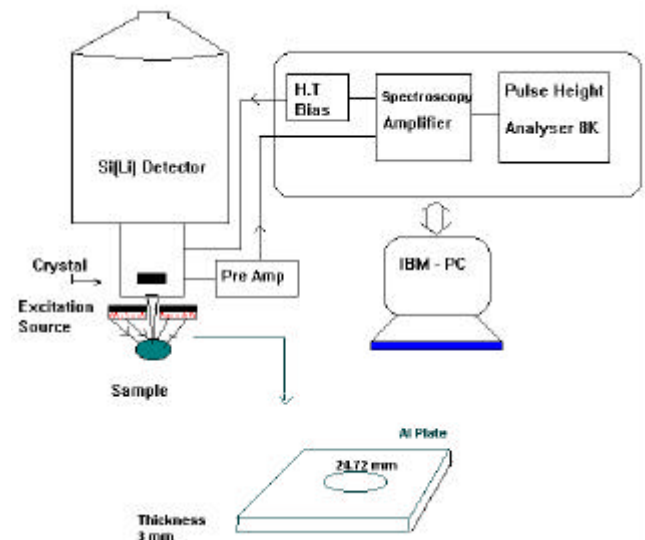 H.T
Bias
Spectroscopy
Amplifier
Pulse Height
Analyser 8K
Si(Li) Detector
Crystal
Pre Amp
IBM - PC
Excitation
Source
Sample
Al Plate
24.72 mm
Thickness
3 mm